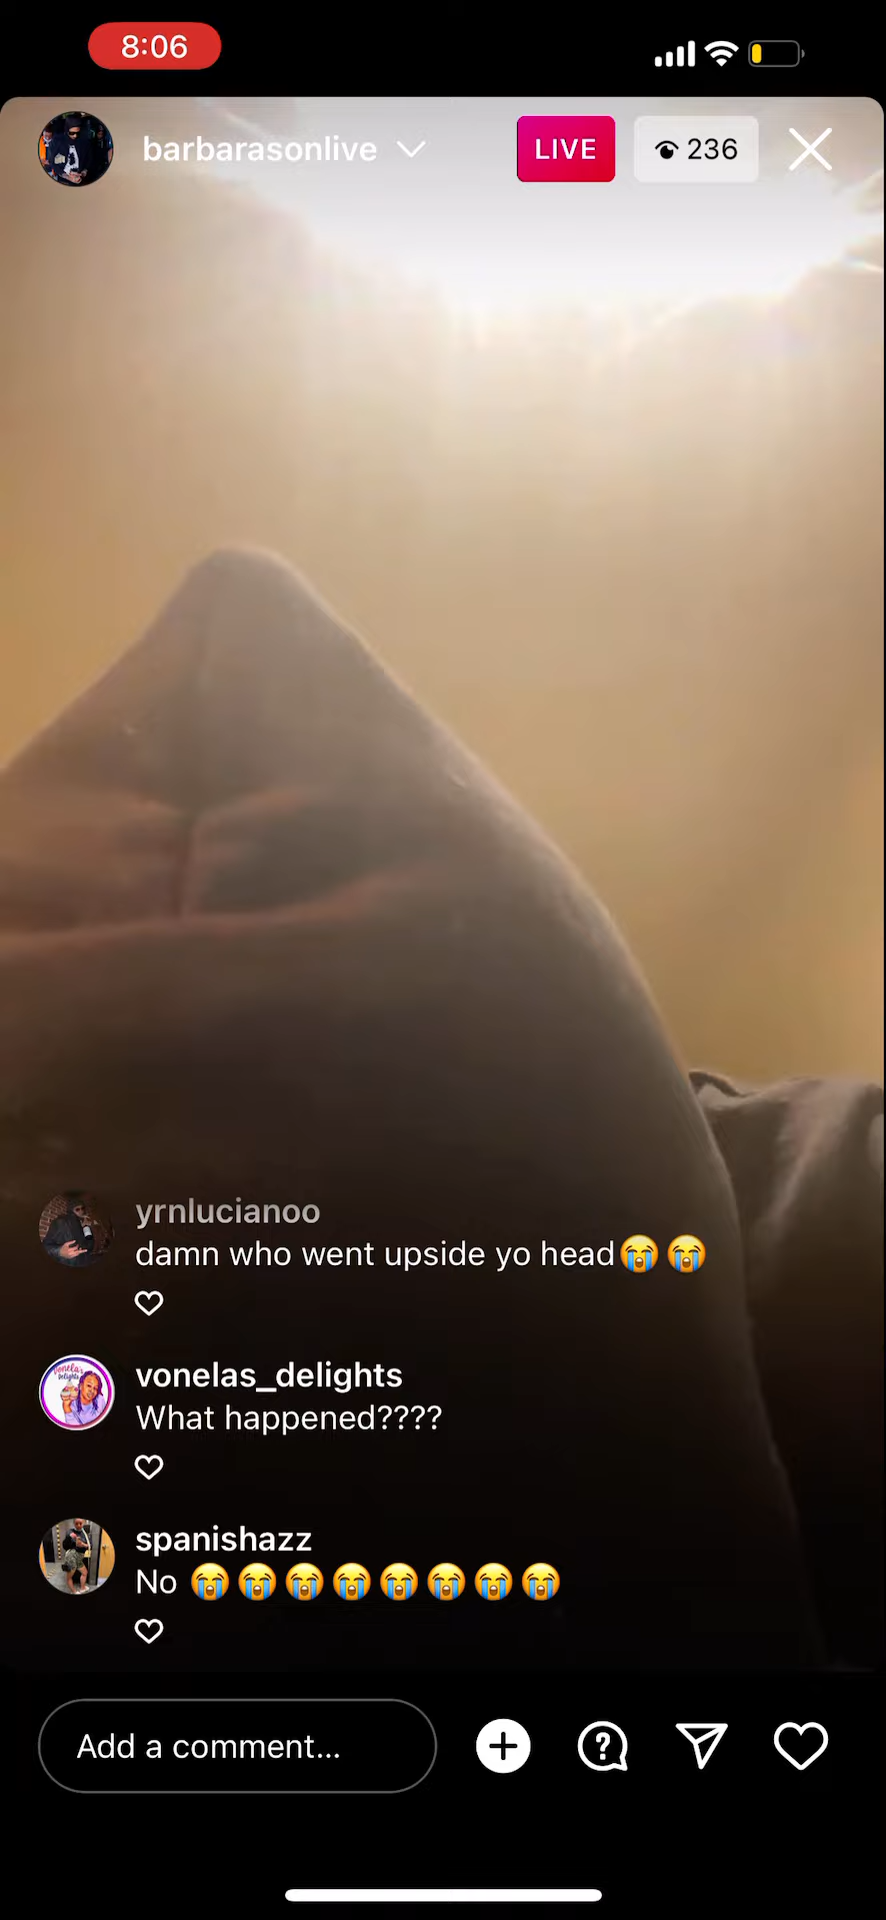 8:06
barbarasonlive
LIVE
236
yrnlucianoo
damn who went upside yo head😭😭
vonelas_delights
What happened????
spanishazz
No 😭😭😭😭😭😭😭😭
Add a comment...